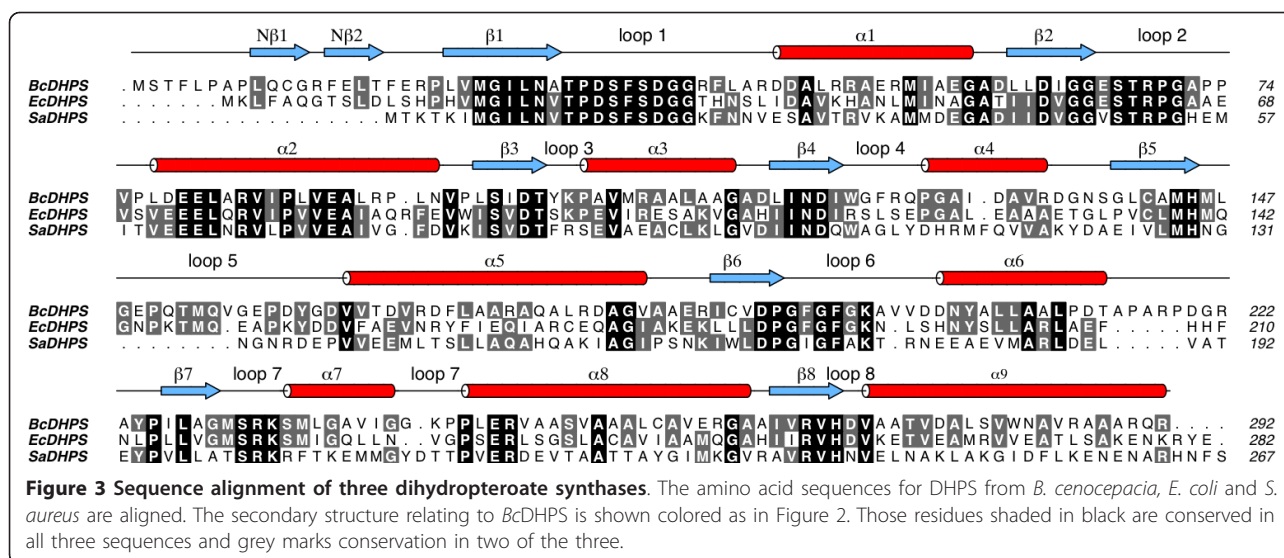 Nβ1 Nβ2 β1 loop 1 α1 β2 loop 2
BcDHPS .MSTFLPAPLQCGRFELTFERPLVMGILNATPDSFSDGGRFLARDDALRRAERMIAEGADLLDIGGESTRPGAPP 74
EcDHPS .......MKLFAQGTSLDLSHPHVMGILNVTPDSFSDGGTHNSLIDAVKHANLMINAGATIIDVGGESTRPGAAE 68
SaDHPS ..................MTKTKIMGILNVTPDSFSDGGKFNNVESAVTRVKAMMDEGADIIDVGGVSTRPGHEM 57
α2 β3 loop 3 α3 β4 loop 4 α4 β5
BcDHPS VPLDEELARVIPLVEALRP.LNVPLSIDTYKPAVMRAALAAGADLINDIWGFRQPGAI.DAVRDGNSGLCAMHML 147
EcDHPS VSVEEELQRVIPVVEAIAQRFEVWISVDTSKPEVIRESAKVGAHIINDIRSLSEPGAL.EAAAETGLPVCLMHMQ 142
SaDHPS ITVEEELNRVLPVVEAIVG.FDVKISVDTFRSEVAEACLKLGVDIINDQWAGLYDHRMFQVVAKYDAEIVLMHNG 131
loop 5 α5 β6 loop 6 α6
BcDHPS GEPQTMQVGEPDYGDVVTDVRDFLAARAQALRDAGVAAERICVDPGFGFGKAVVDDNYALLAALPDTAPARPDGR 222
EcDHPS GNPKTMQ.EAPKYDDVFAEVNRYFIEQIARCEQAGIAKEKLLLDPGFGFGKN.LSHNYSLLARLAEF.....HHF 210
SaDHPS ........NGNRDEPVVEEMLTSLLAQAHQAKIAGIPSNKIWLDPGIGFAKT.RNEEAEVMARLDEL.....VAT 192
β7 loop 7 α7 loop 7 α8 β8 loop 8 α9
BcDHPS AYPILAGMSRKSMLGAVIGG.KPPLERVAASVAAALCAVERGAAIVRVHDVAATVDALSVWNAVRAAARQR.... 292
EcDHPS NLPLLVGMSRKSMIGQLLN..VGPSERLSGSLACAVIAAMQGAHIIRVHDVKETVEAMRVVEATLSAKENKRYE. 282
SaDHPS EYPVLLATSRKRFTKEMMGYDTTPVERDEVTAATTAYGIMKGVRAVRVHNVELNAKLAKGIDFLKENENARHNFS 267
Figure 3 Sequence alignment of three dihydropteroate synthases. The amino acid sequences for DHPS from B. cenocepacia, E. coli and S.
aureus are aligned. The secondary structure relating to BcDHPS is shown colored as in Figure 2. Those residues shaded in black are conserved in
all three sequences and grey marks conservation in two of the three.